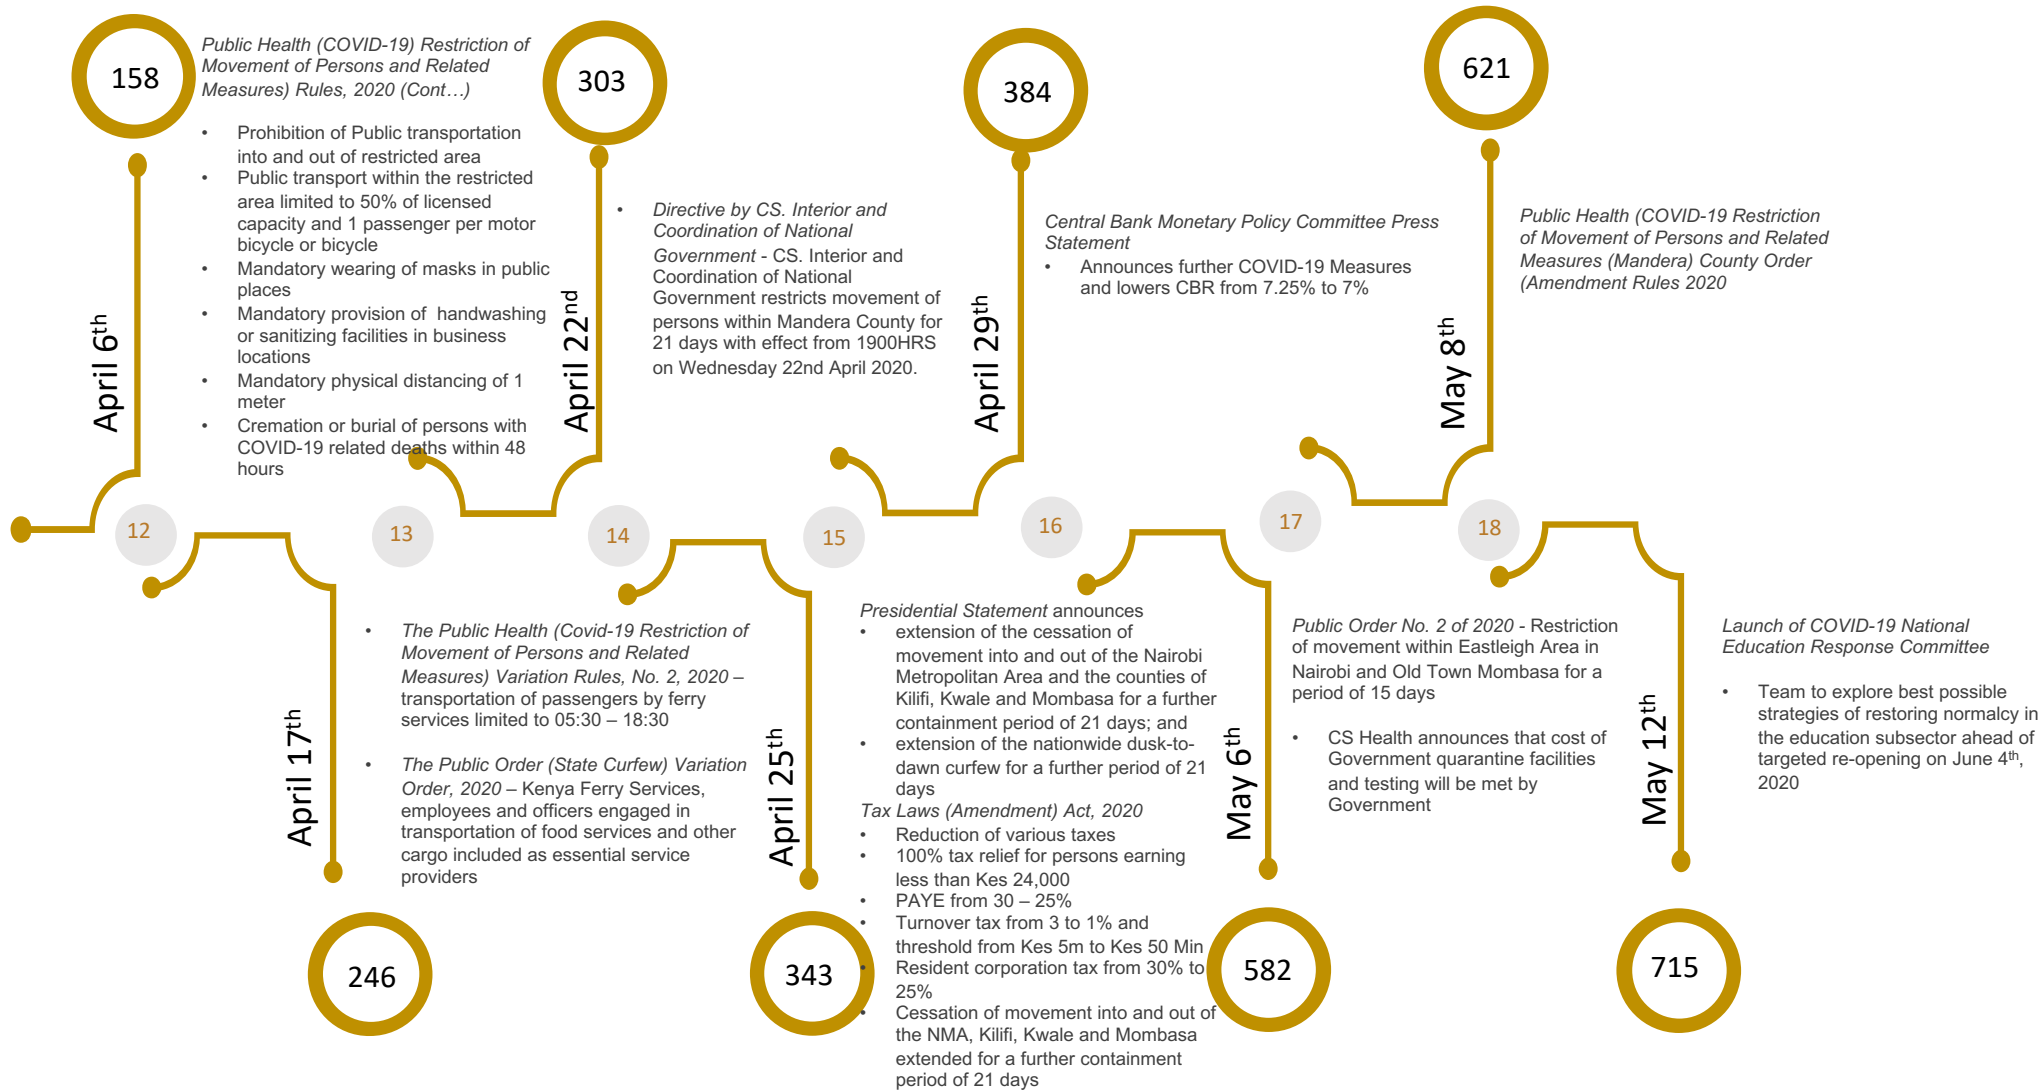 158
Public Health (COVID-19) Restriction of
Movement of Persons and Related
Measures) Rules, 2020 (Cont…)
• Prohibition of Public transportation
into and out of restricted area
• Public transport within the restricted
area limited to 50% of licensed
capacity and 1 passenger per motor
bicycle or bicycle
• Mandatory wearing of masks in public
places
• Mandatory provision of handwashing
or sanitizing facilities in business
locations
• Mandatory physical distancing of 1
meter
• Cremation or burial of persons with
COVID-19 related deaths within 48
hours
April 6th
303
• Directive by CS. Interior and
Coordination of National
Government - CS. Interior and
Coordination of National
Government restricts movement of
persons within Mandera County for
21 days with effect from 1900HRS
on Wednesday 22nd April 2020.
April 22nd
384
Central Bank Monetary Policy Committee Press
Statement
• Announces further COVID-19 Measures
and lowers CBR from 7.25% to 7%
April 29th
621
Public Health (COVID-19 Restriction
of Movement of Persons and Related
Measures (Mandera) County Order
(Amendment Rules 2020
May 8th
12
13
14
15
16
17
18
April 17th
• The Public Health (Covid-19 Restriction of
Movement of Persons and Related
Measures) Variation Rules, No. 2, 2020 –
transportation of passengers by ferry
services limited to 05:30 – 18:30
• The Public Order (State Curfew) Variation
Order, 2020 – Kenya Ferry Services,
employees and officers engaged in
transportation of food services and other
cargo included as essential service
providers
246
April 25th
Presidential Statement announces
• extension of the cessation of
movement into and out of the Nairobi
Metropolitan Area and the counties of
Kilifi, Kwale and Mombasa for a further
containment period of 21 days; and
• extension of the nationwide dusk-to-
dawn curfew for a further period of 21
days
Tax Laws (Amendment) Act, 2020
• Reduction of various taxes
• 100% tax relief for persons earning
less than Kes 24,000
• PAYE from 30 – 25%
• Turnover tax from 3 to 1% and
threshold from Kes 5m to Kes 50 Min
• Resident corporation tax from 30% to
25%
• Cessation of movement into and out of
the NMA, Kilifi, Kwale and Mombasa
extended for a further containment
period of 21 days
343
May 6th
Public Order No. 2 of 2020 - Restriction
of movement within Eastleigh Area in
Nairobi and Old Town Mombasa for a
period of 15 days
• CS Health announces that cost of
Government quarantine facilities
and testing will be met by
Government
582
May 12th
Launch of COVID-19 National
Education Response Committee
• Team to explore best possible
strategies of restoring normalcy in
the education subsector ahead of
targeted re-opening on June 4th,
2020
715